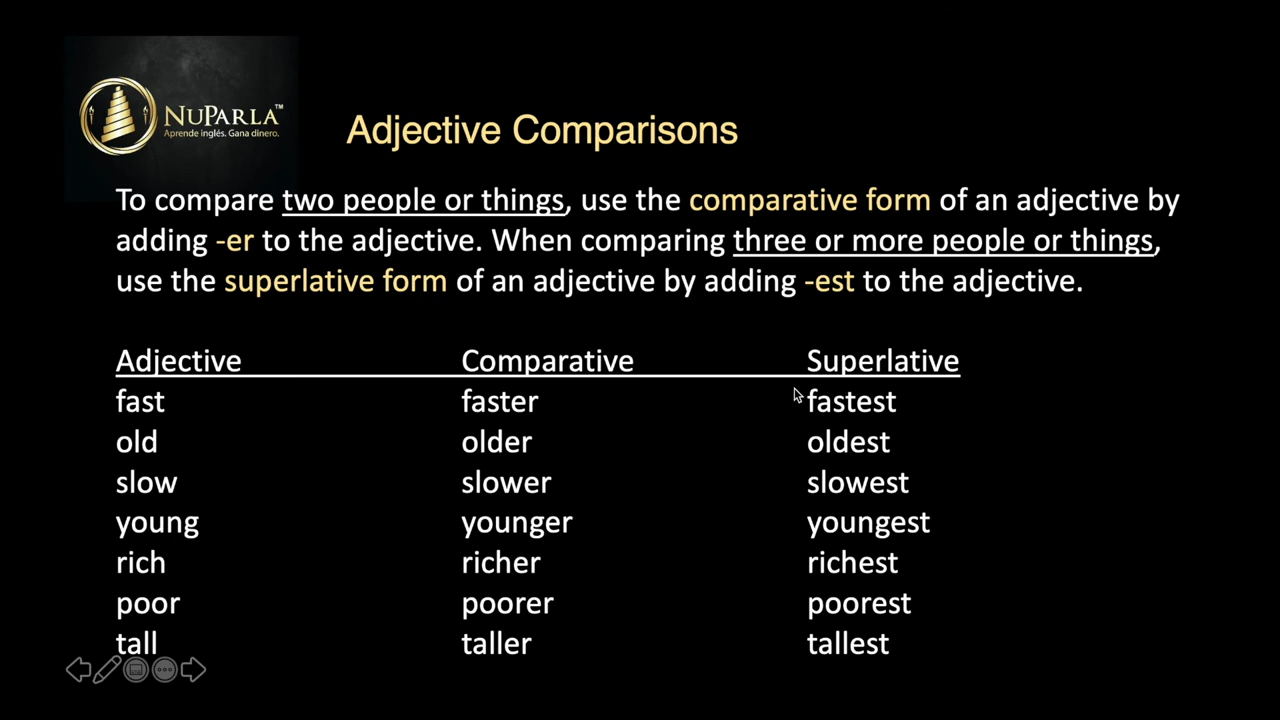 NUPARLA™
Aprende inglés. Gana dinero.
Adjective Comparisons
To compare two people or things, use the comparative form of an adjective by
adding -er to the adjective. When comparing three or more people or things,
use the superlative form of an adjective by adding -est to the adjective.
Adjective Comparative Superlative
fast faster fastest
old older oldest
slow slower slowest
young younger youngest
rich richer richest
poor poorer poorest
tall taller tallest